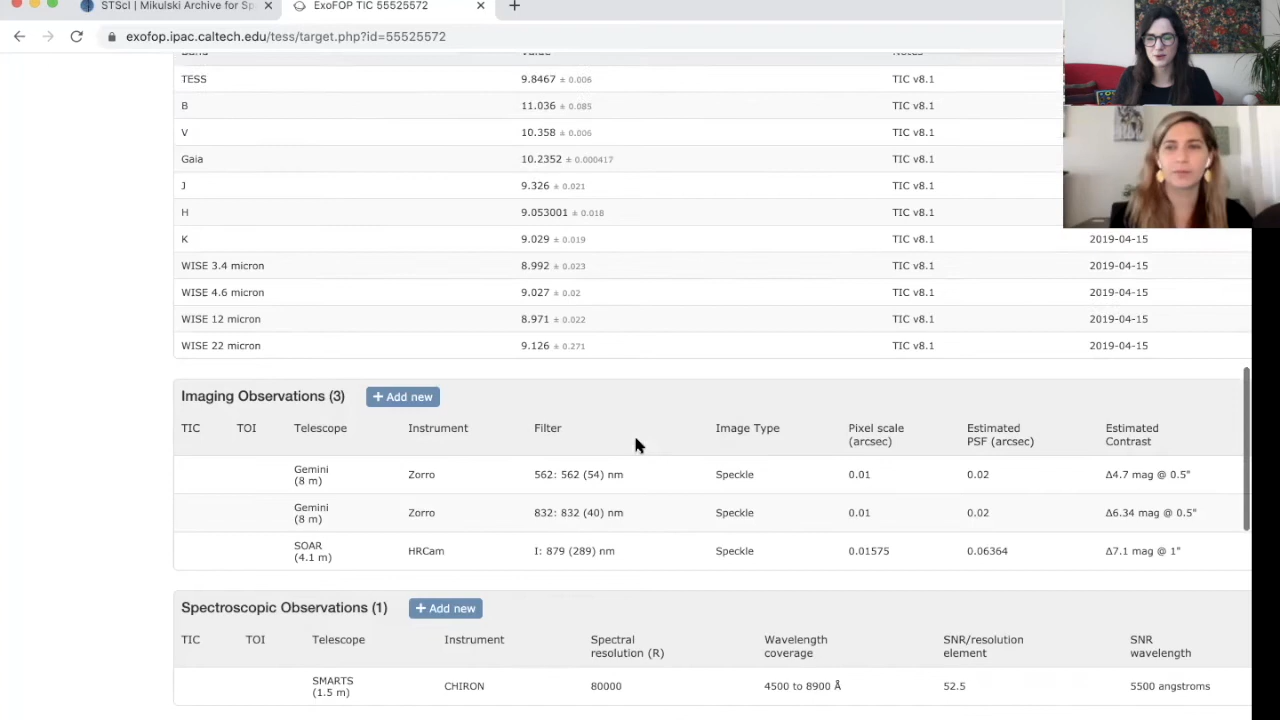 STScI | Mikulski Archive for Sp
ExoFOP TIC 55525572
exofop.ipac.caltech.edu/tess/target.php?id=55525572
Band Value Notes
TESS 9.8467 ± 0.006 TIC v8.1
B 11.036 ± 0.085 TIC v8.1
V 10.358 ± 0.006 TIC v8.1
Gaia 10.2352 ± 0.000417 TIC v8.1
J 9.326 ± 0.021 TIC v8.1
H 9.053001 ± 0.018 TIC v8.1
K 9.029 ± 0.019 TIC v8.1 2019-04-15
WISE 3.4 micron 8.992 ± 0.023 TIC v8.1 2019-04-15
WISE 4.6 micron 9.027 ± 0.02 TIC v8.1 2019-04-15
WISE 12 micron 8.971 ± 0.022 TIC v8.1 2019-04-15
WISE 22 micron 9.126 ± 0.271 TIC v8.1 2019-04-15
Imaging Observations (3) + Add new
TIC TOI Telescope Instrument Filter Image Type Pixel scale (arcsec) Estimated PSF (arcsec) Estimated Contrast
Gemini (8 m) Zorro 562: 562 (54) nm Speckle 0.01 0.02 Δ4.7 mag @ 0.5"
Gemini (8 m) Zorro 832: 832 (40) nm Speckle 0.01 0.02 Δ6.34 mag @ 0.5"
SOAR (4.1 m) HRCam I: 879 (289) nm Speckle 0.01575 0.06364 Δ7.1 mag @ 1"
Spectroscopic Observations (1) + Add new
TIC TOI Telescope Instrument Spectral resolution (R) Wavelength coverage SNR/resolution element SNR wavelength
SMARTS (1.5 m) CHIRON 80000 4500 to 8900 Å 52.5 5500 angstroms